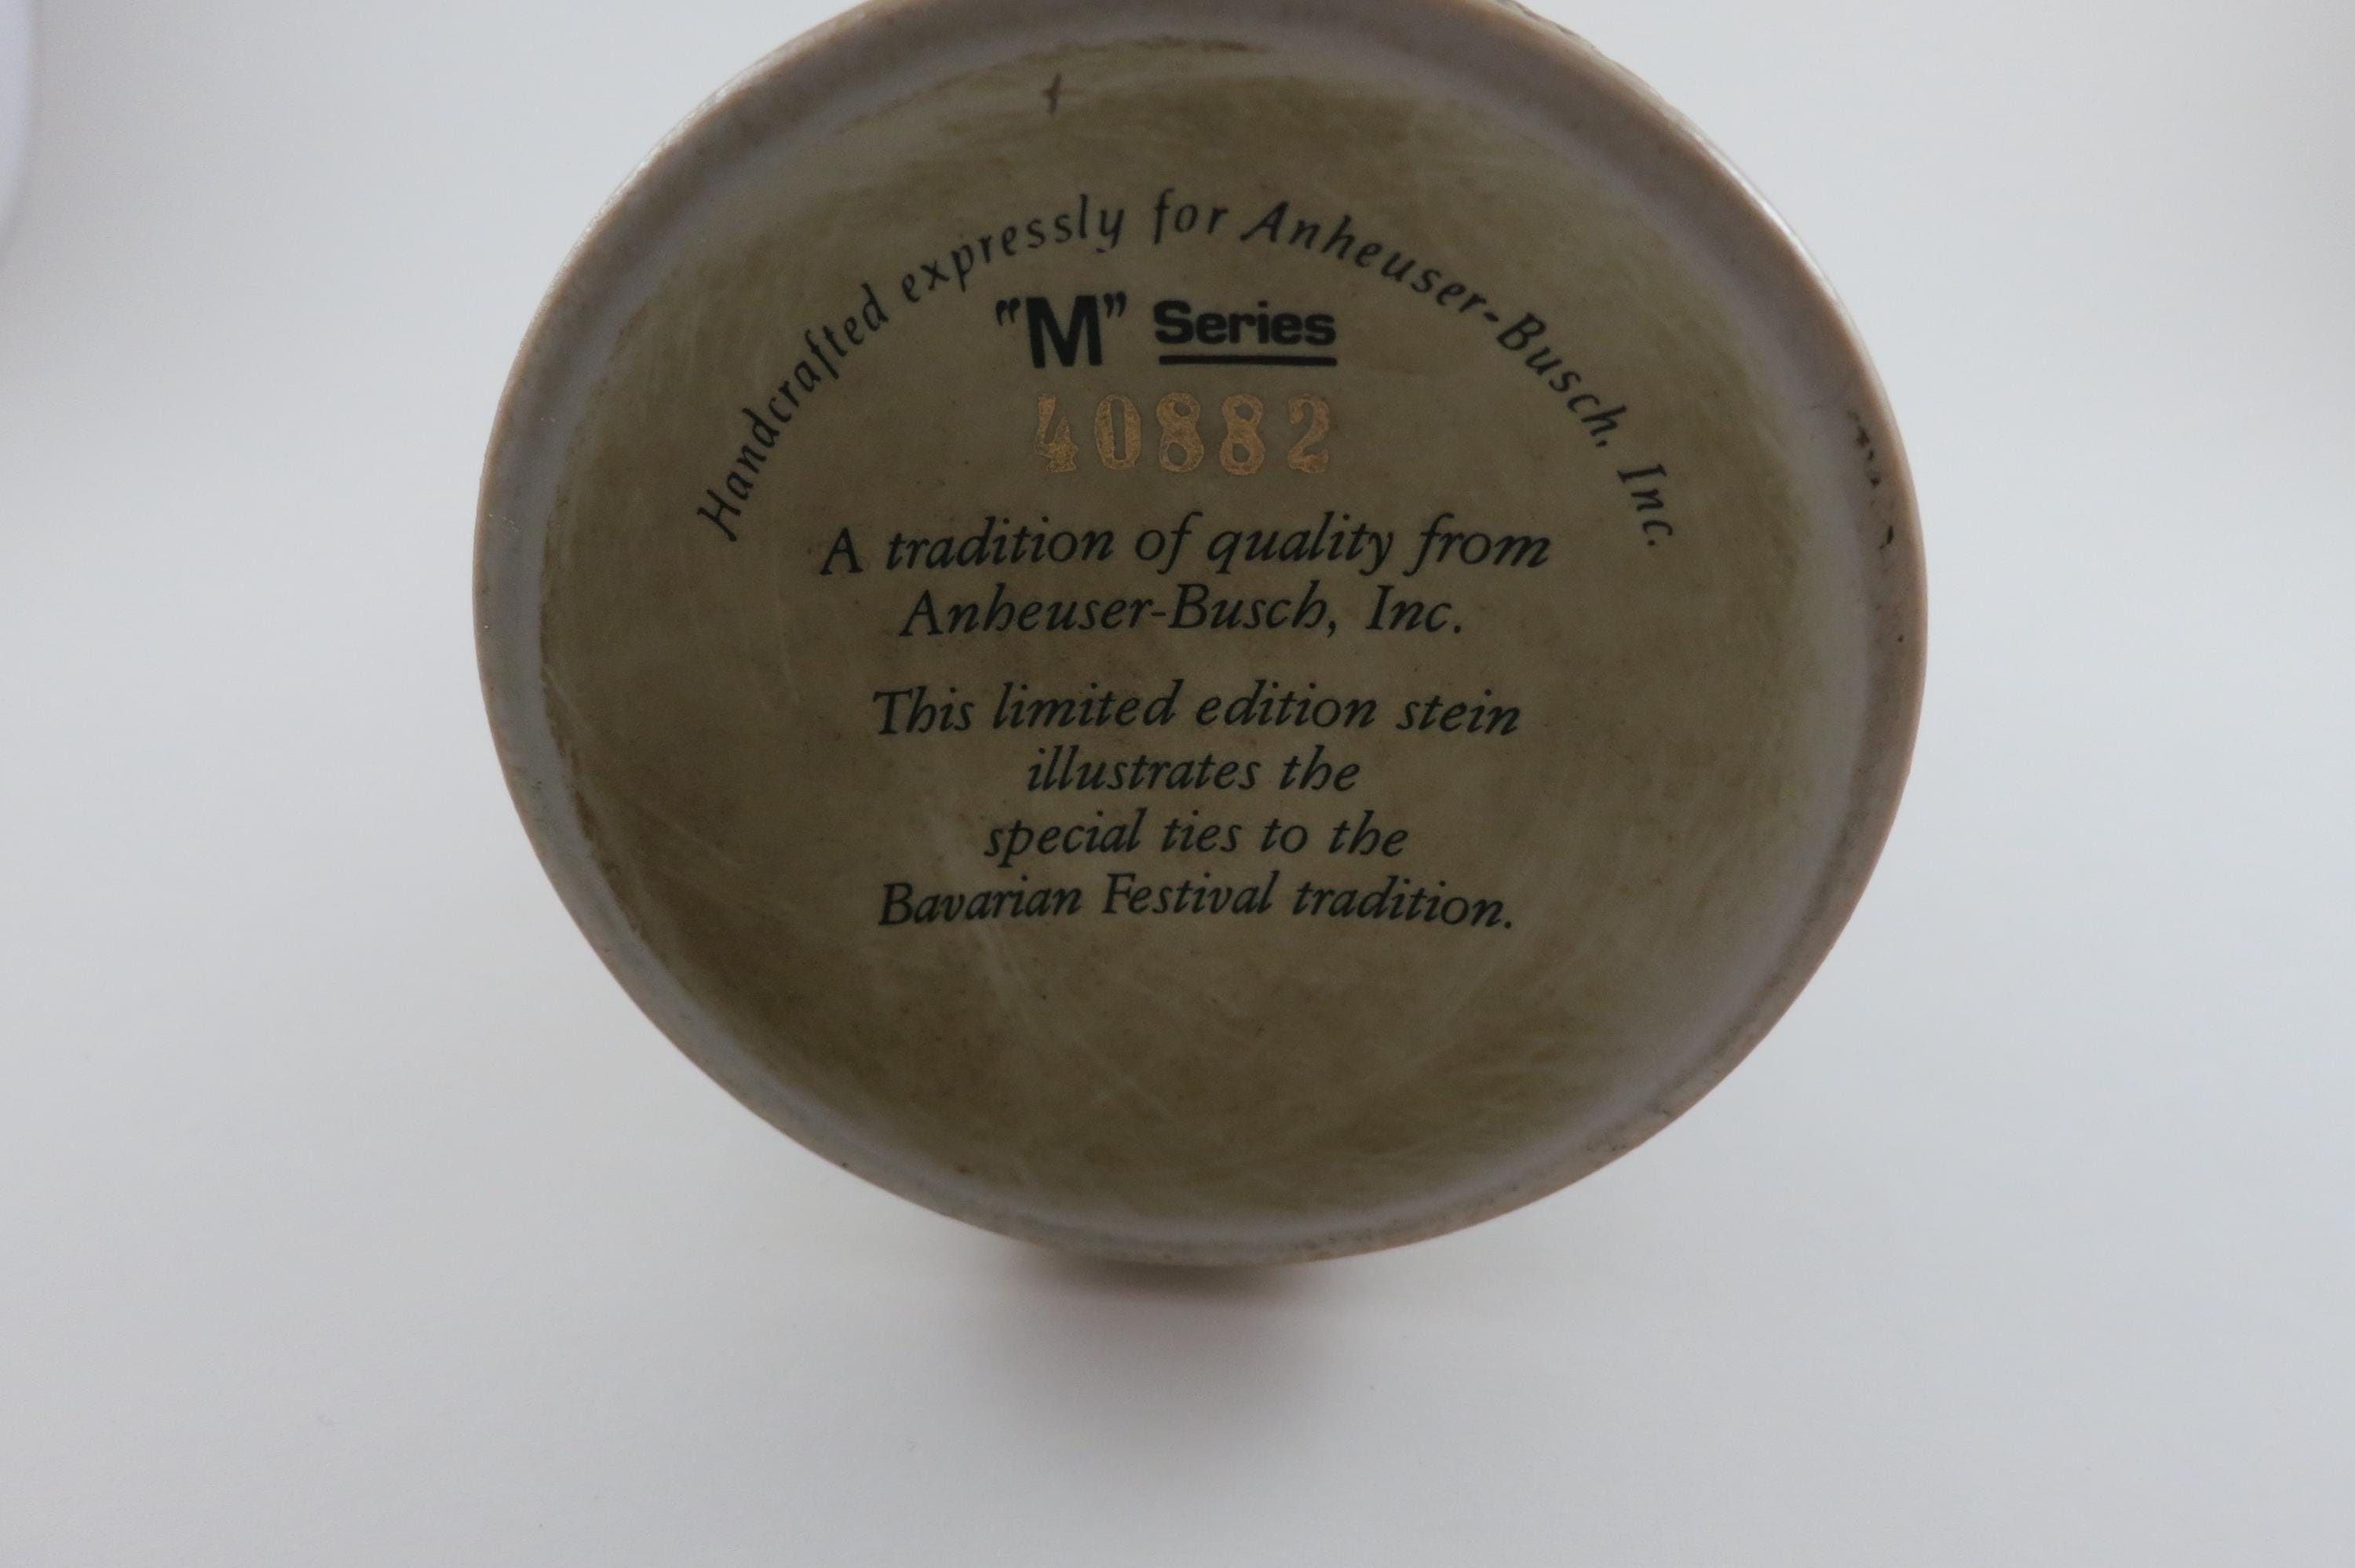 Handcrafted expressly for Anheuser-Busch, Inc.
"M" Series
40882
A tradition of quality from
Anheuser-Busch, Inc.
This limited edition stein
illustrates the
special ties to the
Bavarian Festival tradition.